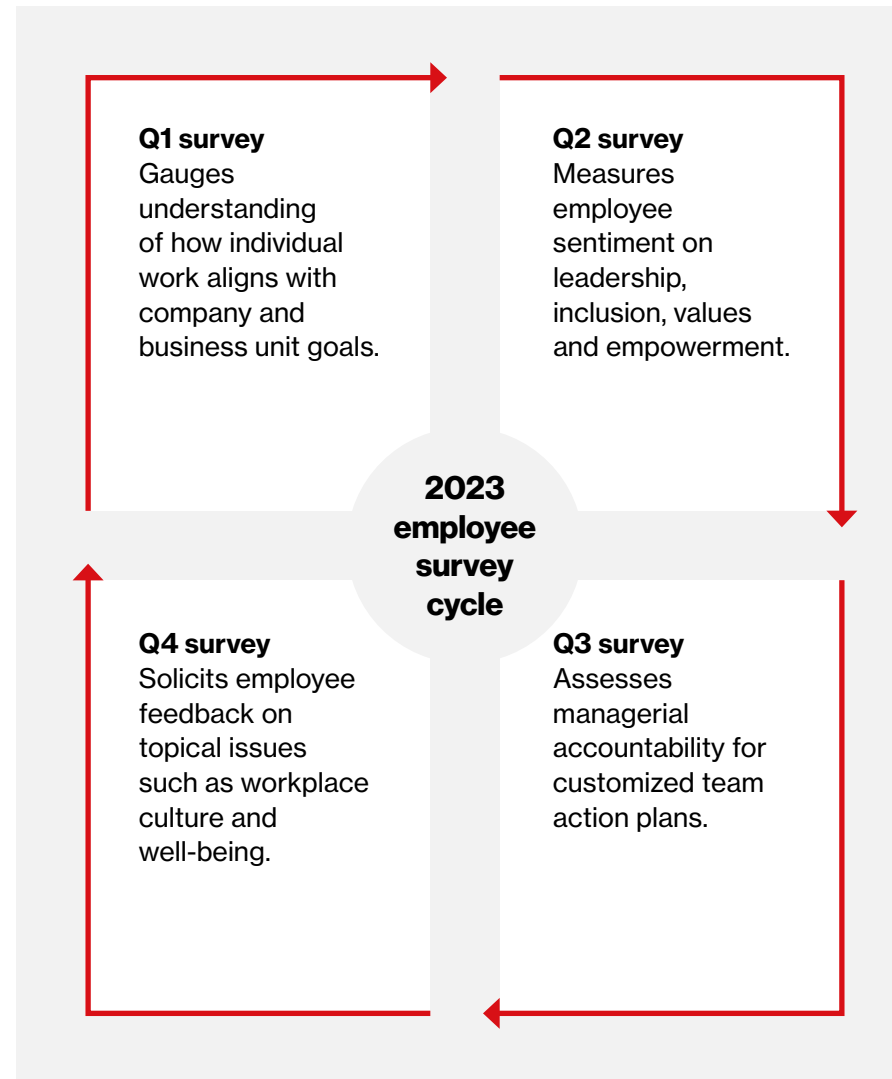 Q1 survey
Gauges
understanding
of how individual
work aligns with
company and
business unit goals.
Q2 survey
Measures
employee
sentiment on
leadership,
inclusion, values
and empowerment.
2023
employee
survey
cycle
Q4 survey
Solicits employee
feedback on
topical issues
such as workplace
culture and
well-being.
Q3 survey
Assesses
managerial
accountability for
customized team
action plans.